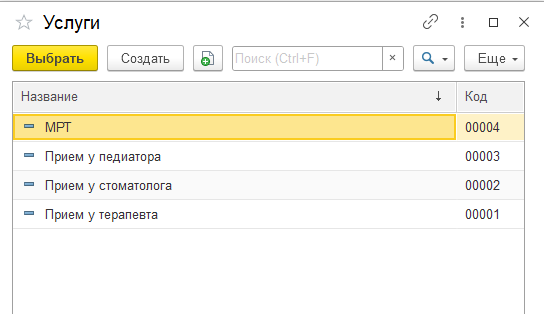 Услуги
Выбрать Создать Поиск (Ctrl+F) × Еще
Название ↓ Код
МРТ 00004
Прием у педиатора 00003
Прием у стоматолога 00002
Прием у терапевта 00001